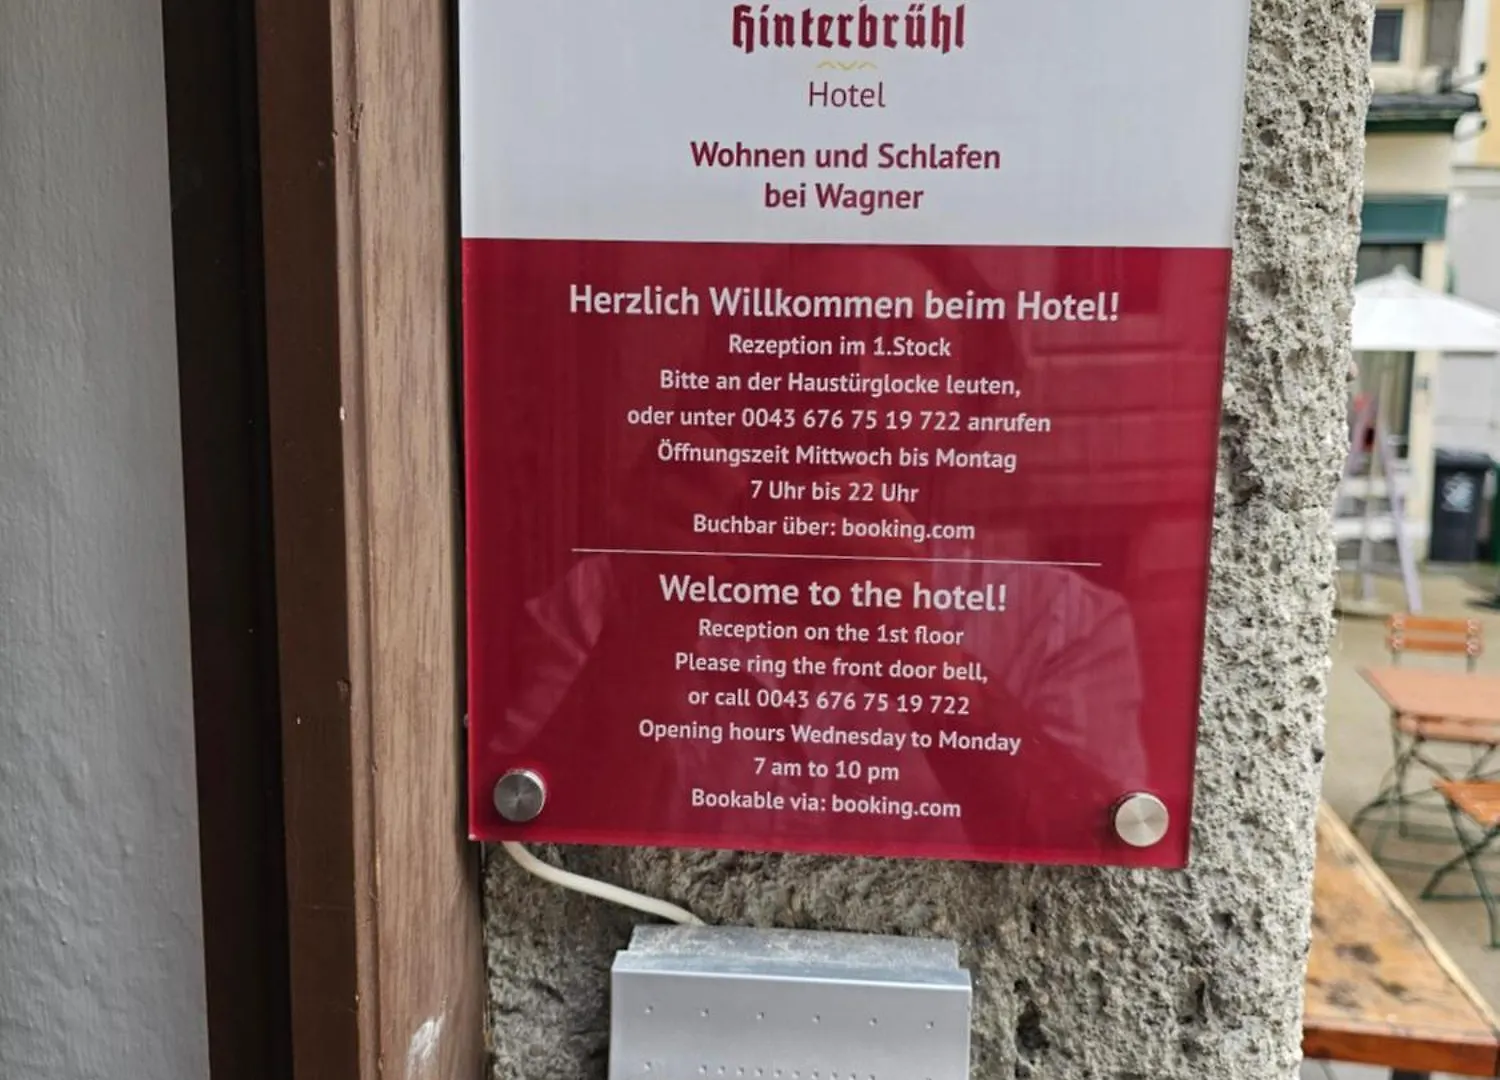 Hinterbrühl
Hotel
Wohnen und Schlafen
bei Wagner
Herzlich Willkommen beim Hotel!
Rezeption im 1.Stock
Bitte an der Haustürglocke leuten,
oder unter 0043 676 75 19 722 anrufen
Öffnungszeit Mittwoch bis Montag
7 Uhr bis 22 Uhr
Buchbar über: booking.com
Welcome to the hotel!
Reception on the 1st floor
Please ring the front door bell,
or call 0043 676 75 19 722
Opening hours Wednesday to Monday
7 am to 10 pm
Bookable via: booking.com